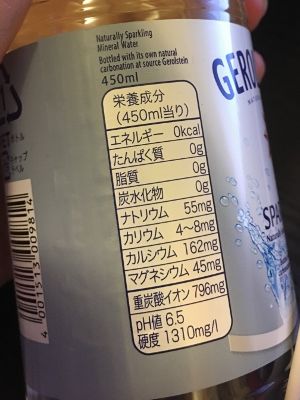 Naturally Sparkling
Mineral Water
Bottled with its own natural
carbonation at source Gerolstein
450ml
栄養成分
(450ml当り)
エネルギー 0kcal
たんぱく質 0g
脂質 0g
炭水化物 0g
ナトリウム 55mg
カリウム 4~8mg
カルシウム 162mg
マグネシウム 45mg
重炭酸イオン 796mg
pH値 6.5
硬度 1310mg/l
GERO
SPA
4 001513 00984